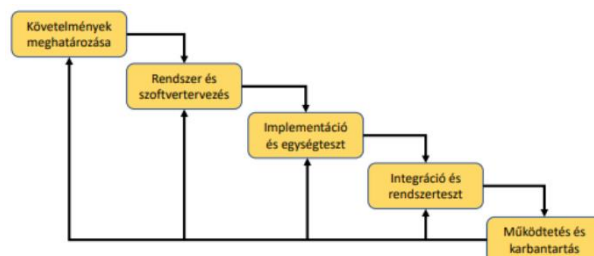 Követelmények
meghatározása
Rendszer és
szoftvertervezés
Implementáció
és egységteszt
Integráció és
rendszerteszt
Működtetés és
karbantartás